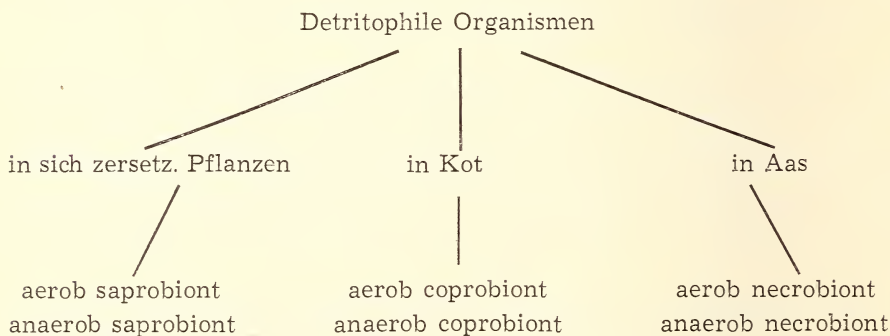 Detritophile Organismen
in sich zersetz. Pflanzen
in Kot
in Aas
aerob saprobiont
anaerob saprobiont
aerob coprobiont
anaerob coprobiont
aerob necrobiont
anaerob necrobiont